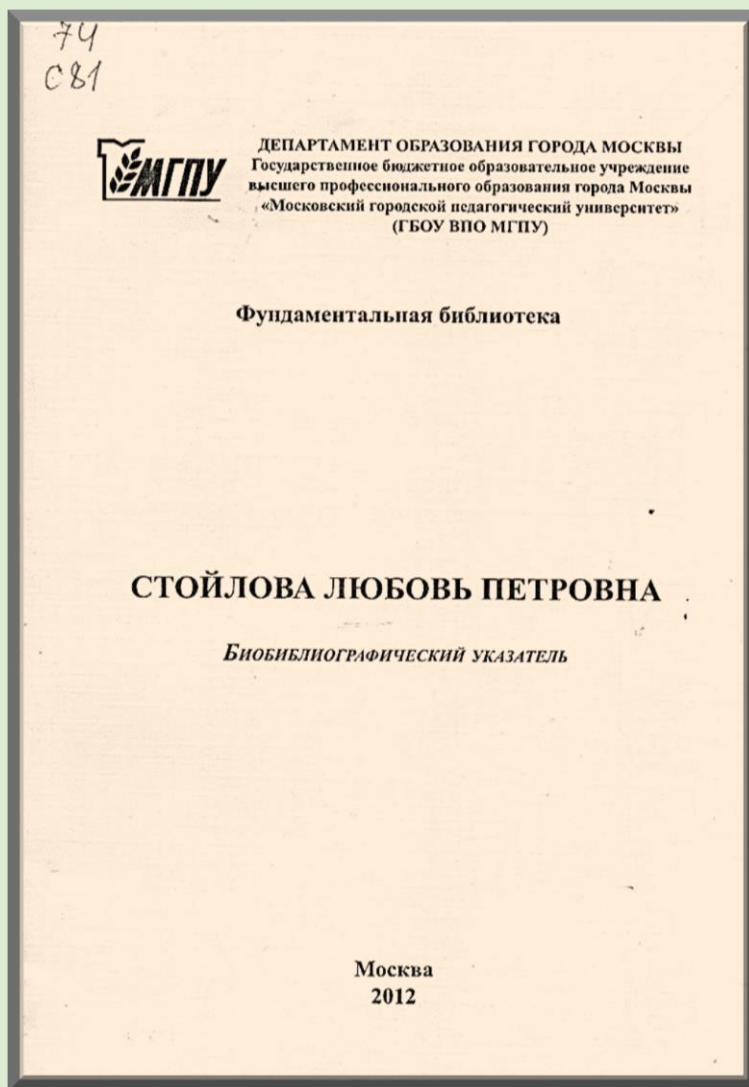 74
С81
МГПУ
ДЕПАРТАМЕНТ ОБРАЗОВАНИЯ ГОРОДА МОСКВЫ
Государственное бюджетное образовательное учреждение
высшего профессионального образования города Москвы
«Московский городской педагогический университет»
(ГБОУ ВПО МГПУ)
Фундаментальная библиотека
СТОЙЛОВА ЛЮБОВЬ ПЕТРОВНА
БИОБИБЛИОГРАФИЧЕСКИЙ УКАЗАТЕЛЬ
Москва
2012